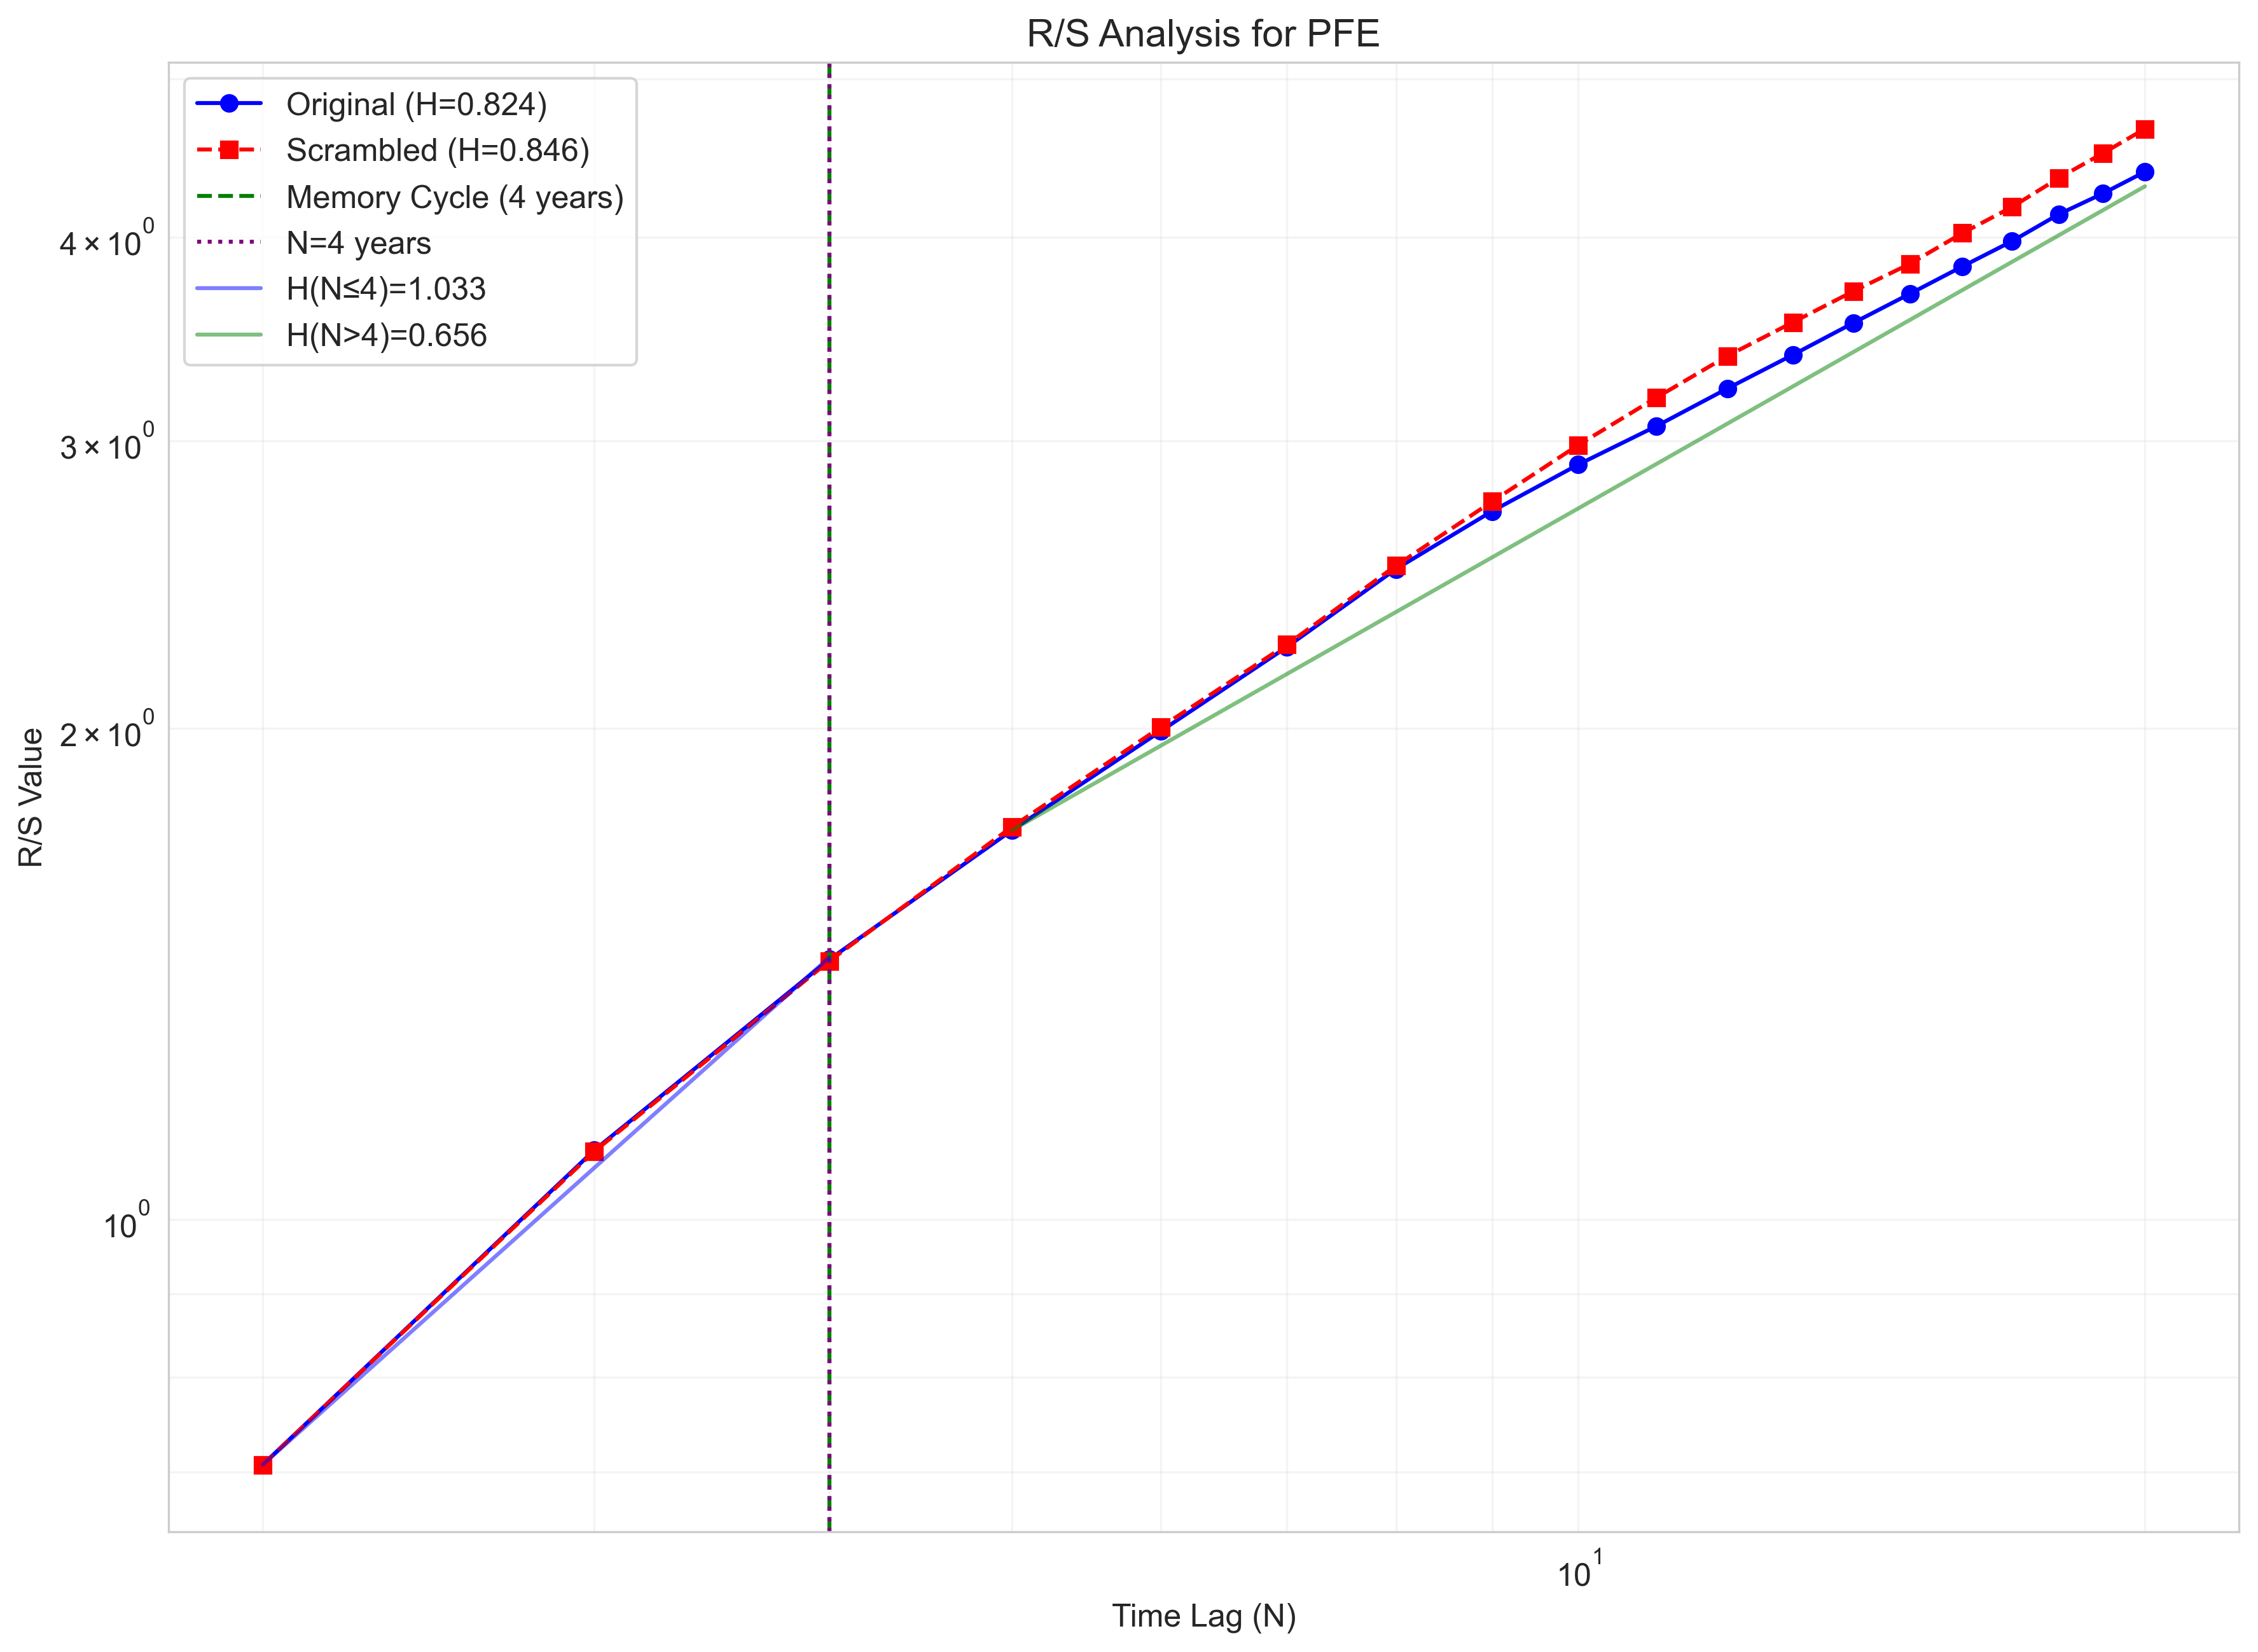 R/S Analysis for PFE
Original (H=0.824)
Scrambled (H=0.846)
Memory Cycle (4 years)
N=4 years
H(N≤4)=1.033
H(N>4)=0.656
4 × 10⁰
3 × 10⁰
2 × 10⁰
10⁰
R/S Value
10¹
Time Lag (N)